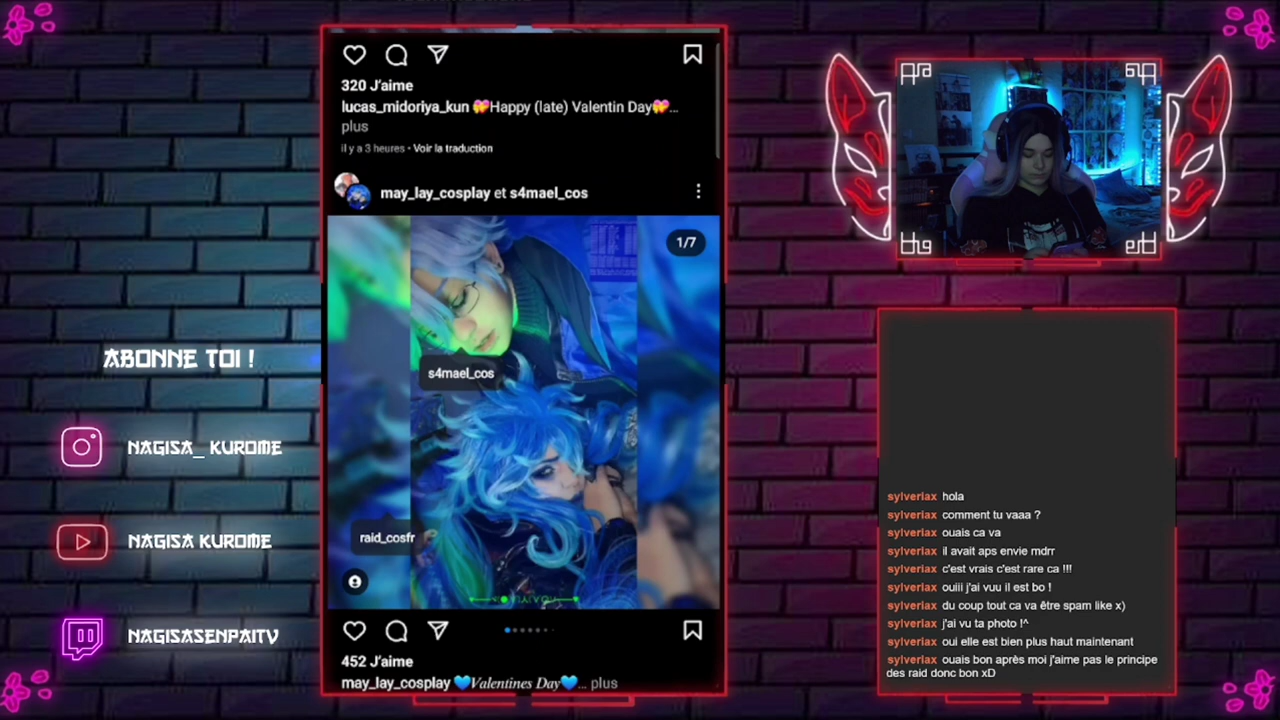 320 J'aime
lucas_midoriya_kun 💝Happy (late) Valentin Day💝...
plus
il y a 3 heures • Voir la traduction
may_lay_cosplay et s4mael_cos
1/7
s4mael_cos
raid_cosfr
452 J'aime
may_lay_cosplay 💙Valentines Day💙... plus
ABONNE TOI !
NAGISA_ KUROME
NAGISA KUROME
NAGISASENPAITV
sylveriax hola
sylveriax comment tu vaaa ?
sylveriax ouais ca va
sylveriax il avait aps envie mdrr
sylveriax c'est vrais c'est rare ca !!!
sylveriax ouiii j'ai vuu il est bo !
sylveriax du coup tout ca va être spam like x)
sylveriax j'ai vu ta photo !^
sylveriax oui elle est bien plus haut maintenant
sylveriax ouais bon après moi j'aime pas le principe
des raid donc bon xD